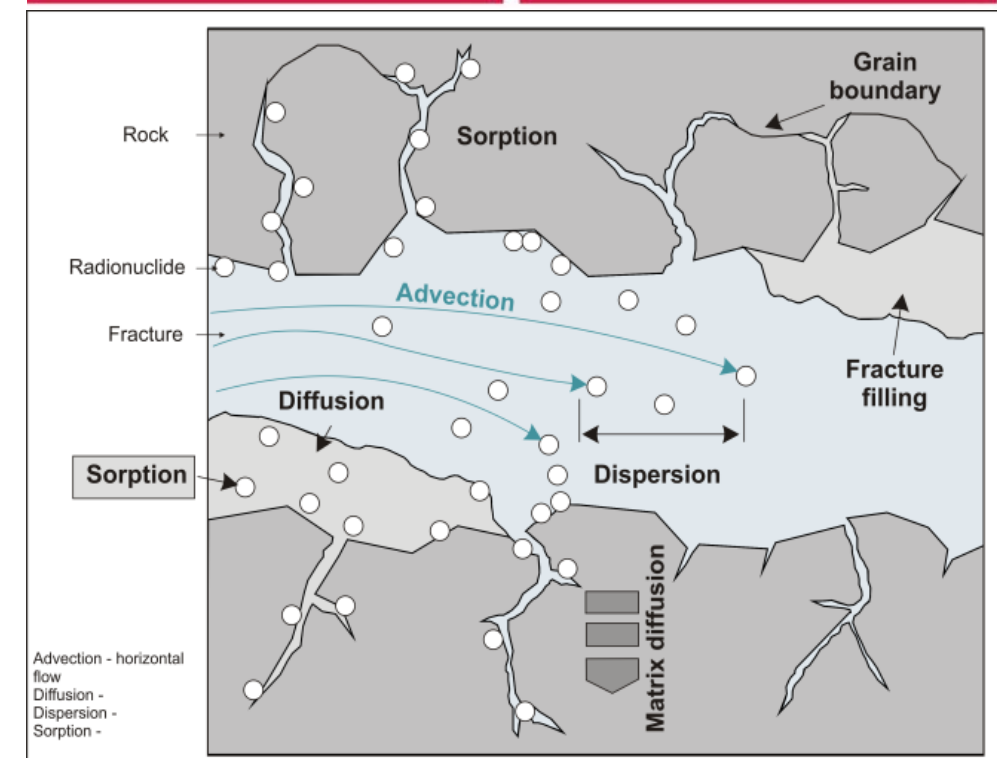 Grain
boundary
Rock
Sorption
Radionuclide
Advection
Fracture
Fracture
filling
Diffusion
Sorption
Dispersion
Matrix diffusion
Advection - horizontal
flow
Diffusion -
Dispersion -
Sorption -